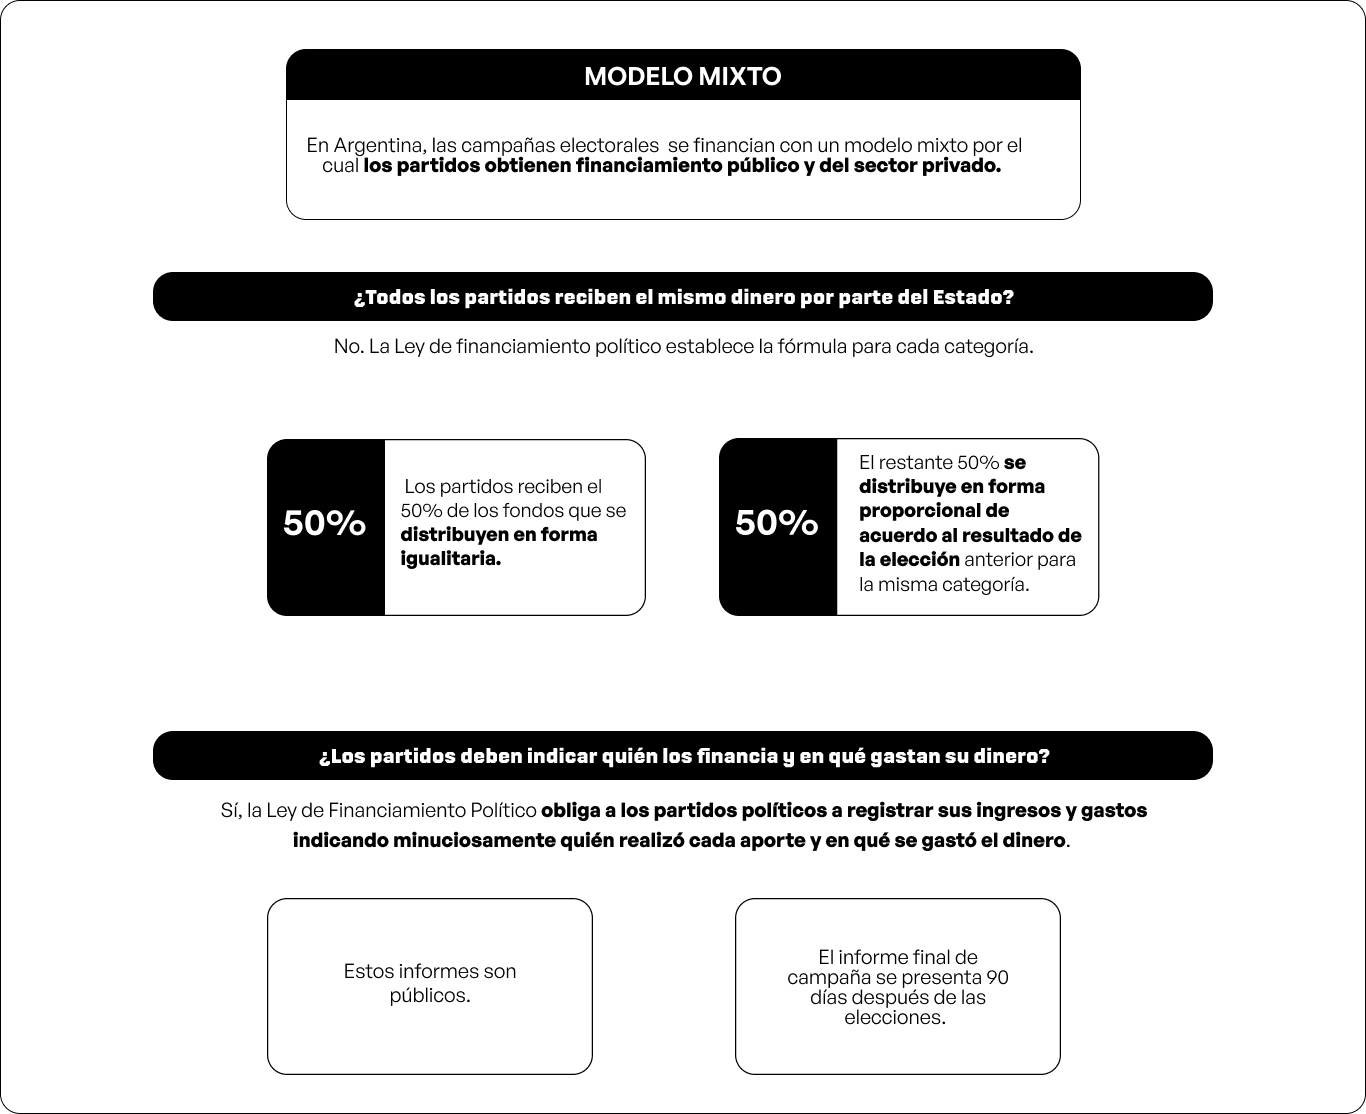 MODELO MIXTO
En Argentina, las campañas electorales  se financian con un modelo mixto por el
cual los partidos obtienen financiamiento público y del sector privado.
¿Todos los partidos reciben el mismo dinero por parte del Estado?
No. La Ley de financiamiento político establece la fórmula para cada categoría.
50%
Los partidos reciben el
50% de los fondos que se
distribuyen en forma
igualitaria.
50%
El restante 50% se
distribuye en forma
proporcional de
acuerdo al resultado de
la elección anterior para
la misma categoría.
¿Los partidos deben indicar quién los financia y en qué gastan su dinero?
Sí, la Ley de Financiamiento Político obliga a los partidos políticos a registrar sus ingresos y gastos
indicando minuciosamente quién realizó cada aporte y en qué se gastó el dinero.
Estos informes son
públicos.
El informe final de
campaña se presenta 90
días después de las
elecciones.